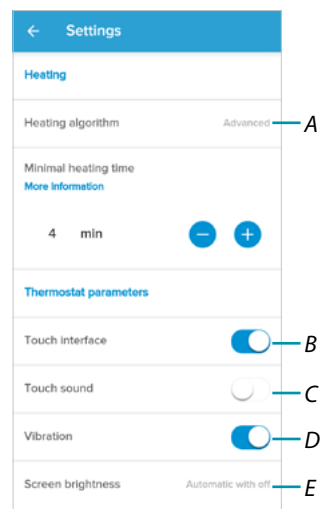 Settings
Heating
Heating algorithm Advanced A
Minimal heating time
More Information
4 min
Thermostat parameters
Touch interface B
Touch sound C
Vibration D
Screen brightness Automatic with off E